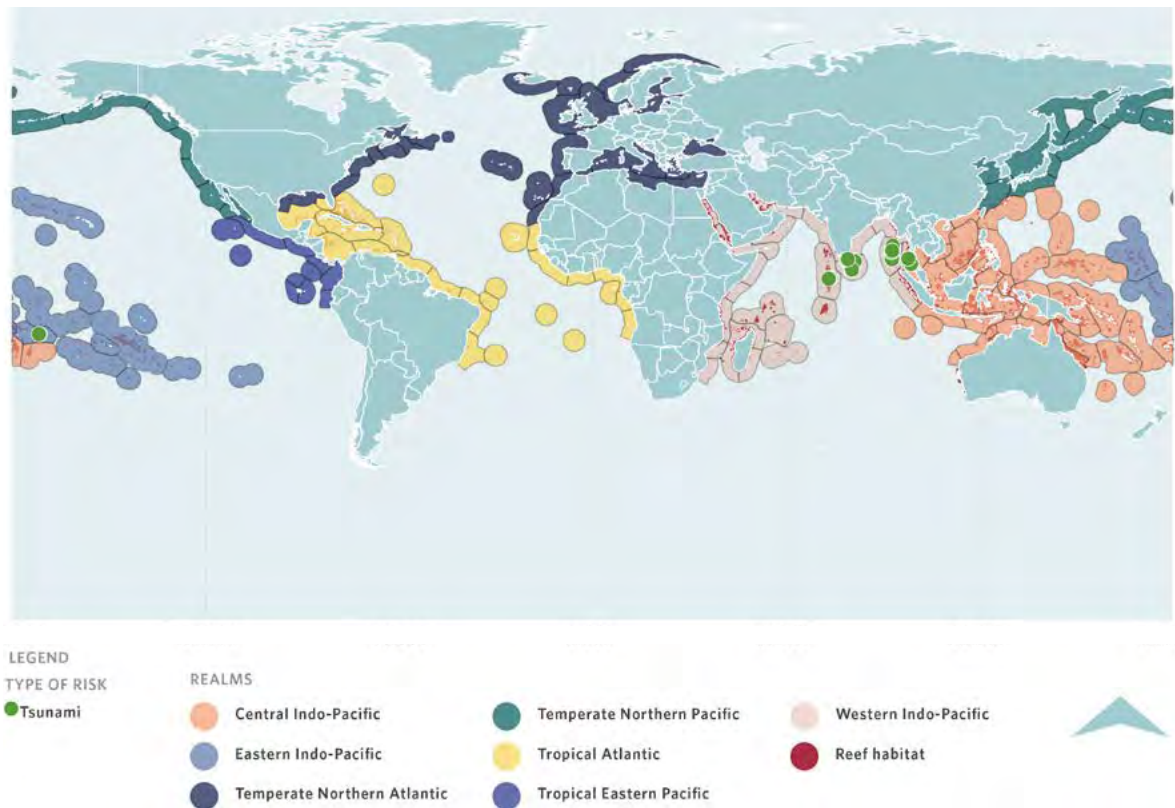 LEGEND
TYPE OF RISK
Tsunami
REALMS
Central Indo-Pacific
Eastern Indo-Pacific
Temperate Northern Atlantic
Temperate Northern Pacific
Tropical Atlantic
Tropical Eastern Pacific
Western Indo-Pacific
Reef habitat